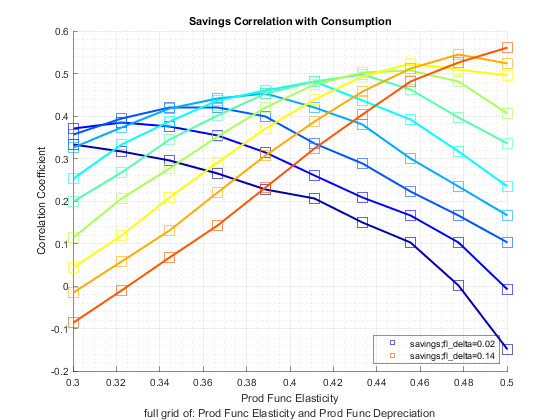 Savings Correlation with Consumption
0.6
0.5
0.4
0.3
0.2
0.1
0
-0.1
-0.2
Correlation Coefficient
savings;fl_delta=0.02
savings;fl_delta=0.14
0.3 0.32 0.34 0.36 0.38 0.4 0.42 0.44 0.46 0.48 0.5
Prod Func Elasticity
full grid of: Prod Func Elasticity and Prod Func Depreciation